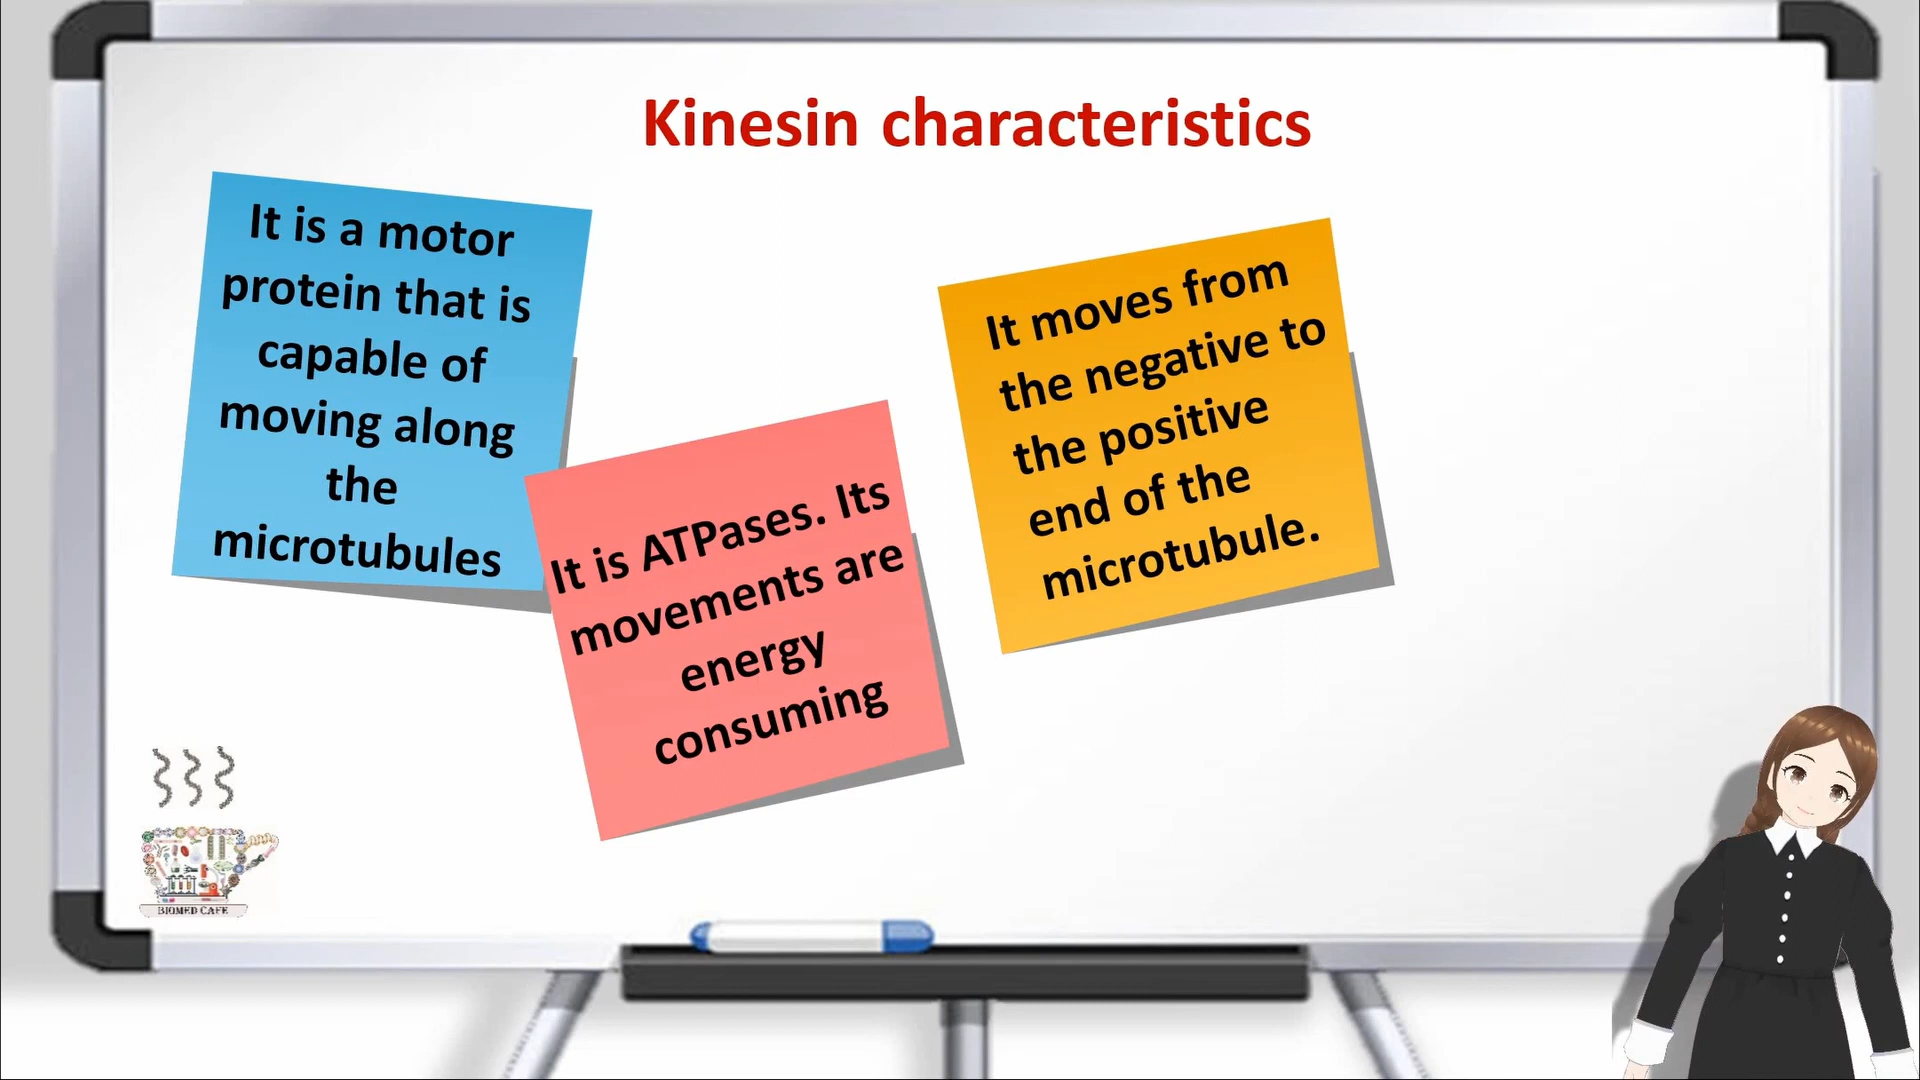 Kinesin characteristics
It is a motor
protein that is
capable of
moving along
the
microtubules
It is ATPases. Its
movements are
energy
consuming
It moves from
the negative to
the positive
end of the
microtubule.
BIOMED CAFE